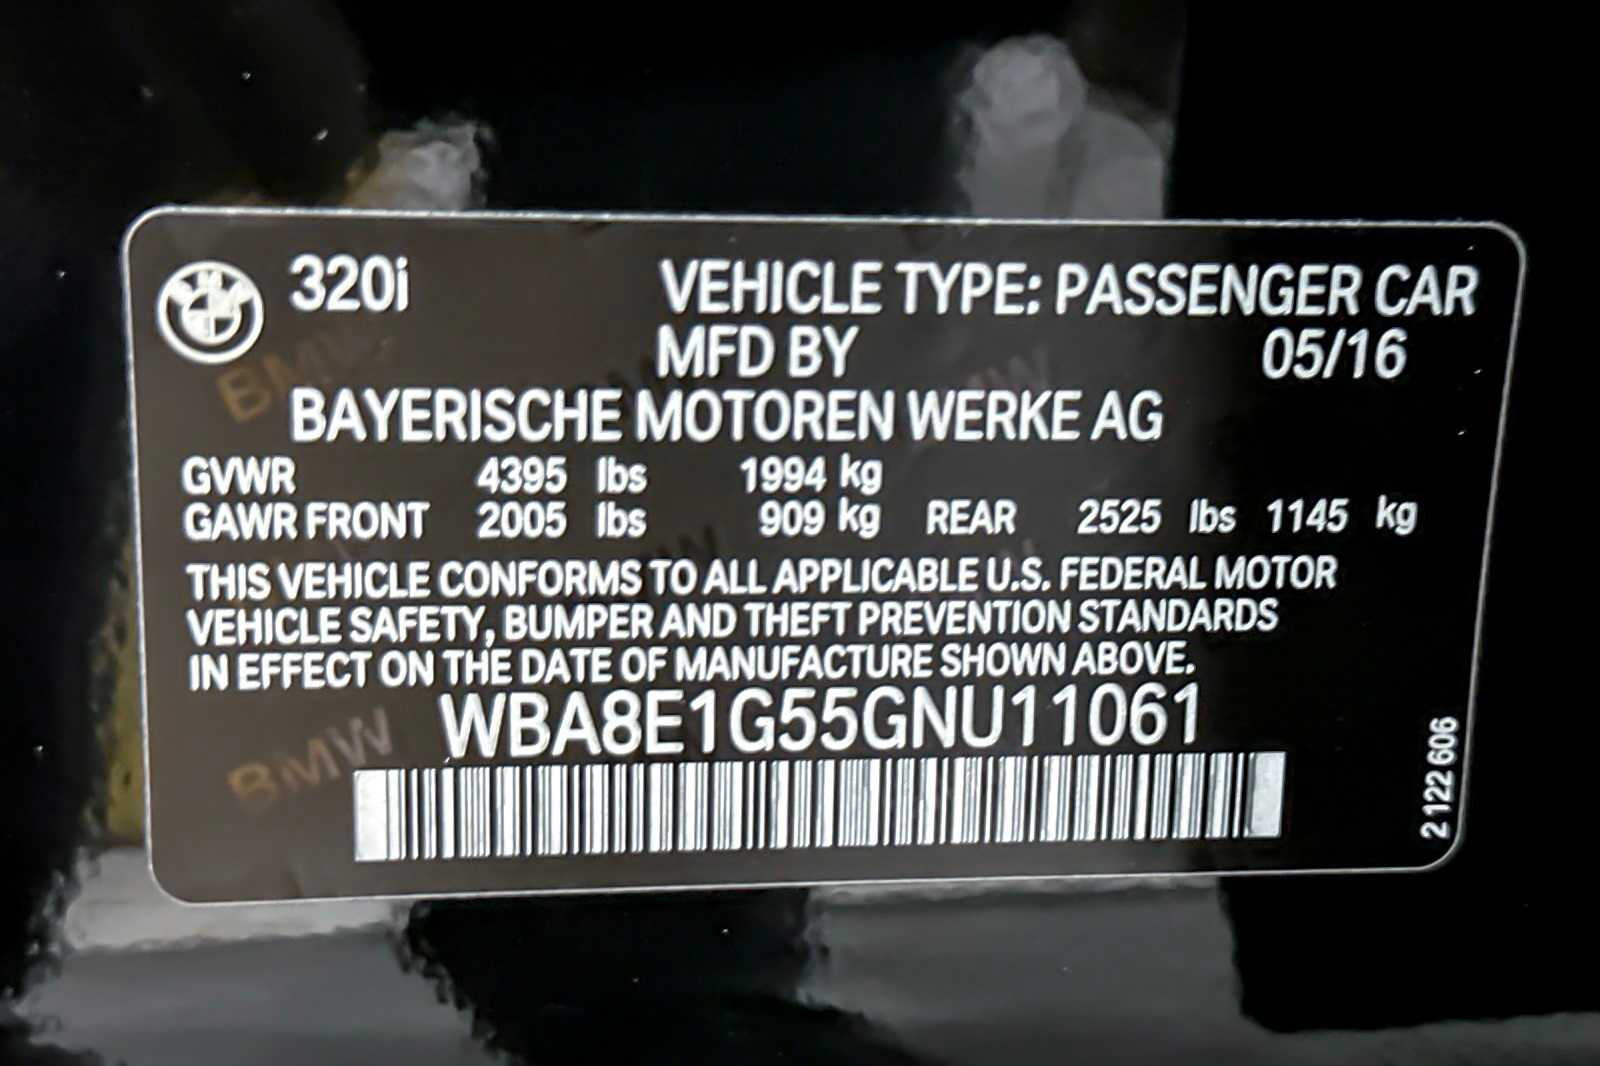 320i VEHICLE TYPE: PASSENGER CAR
MFD BY 05/16
BAYERISCHE MOTOREN WERKE AG
GVWR 4395 lbs 1994 kg
GAWR FRONT 2005 lbs 909 kg REAR 2525 lbs 1145 kg
THIS VEHICLE CONFORMS TO ALL APPLICABLE U.S. FEDERAL MOTOR
VEHICLE SAFETY, BUMPER AND THEFT PREVENTION STANDARDS
IN EFFECT ON THE DATE OF MANUFACTURE SHOWN ABOVE.
WBA8E1G55GNU11061
2 122 606
BMW
BMW
BMW